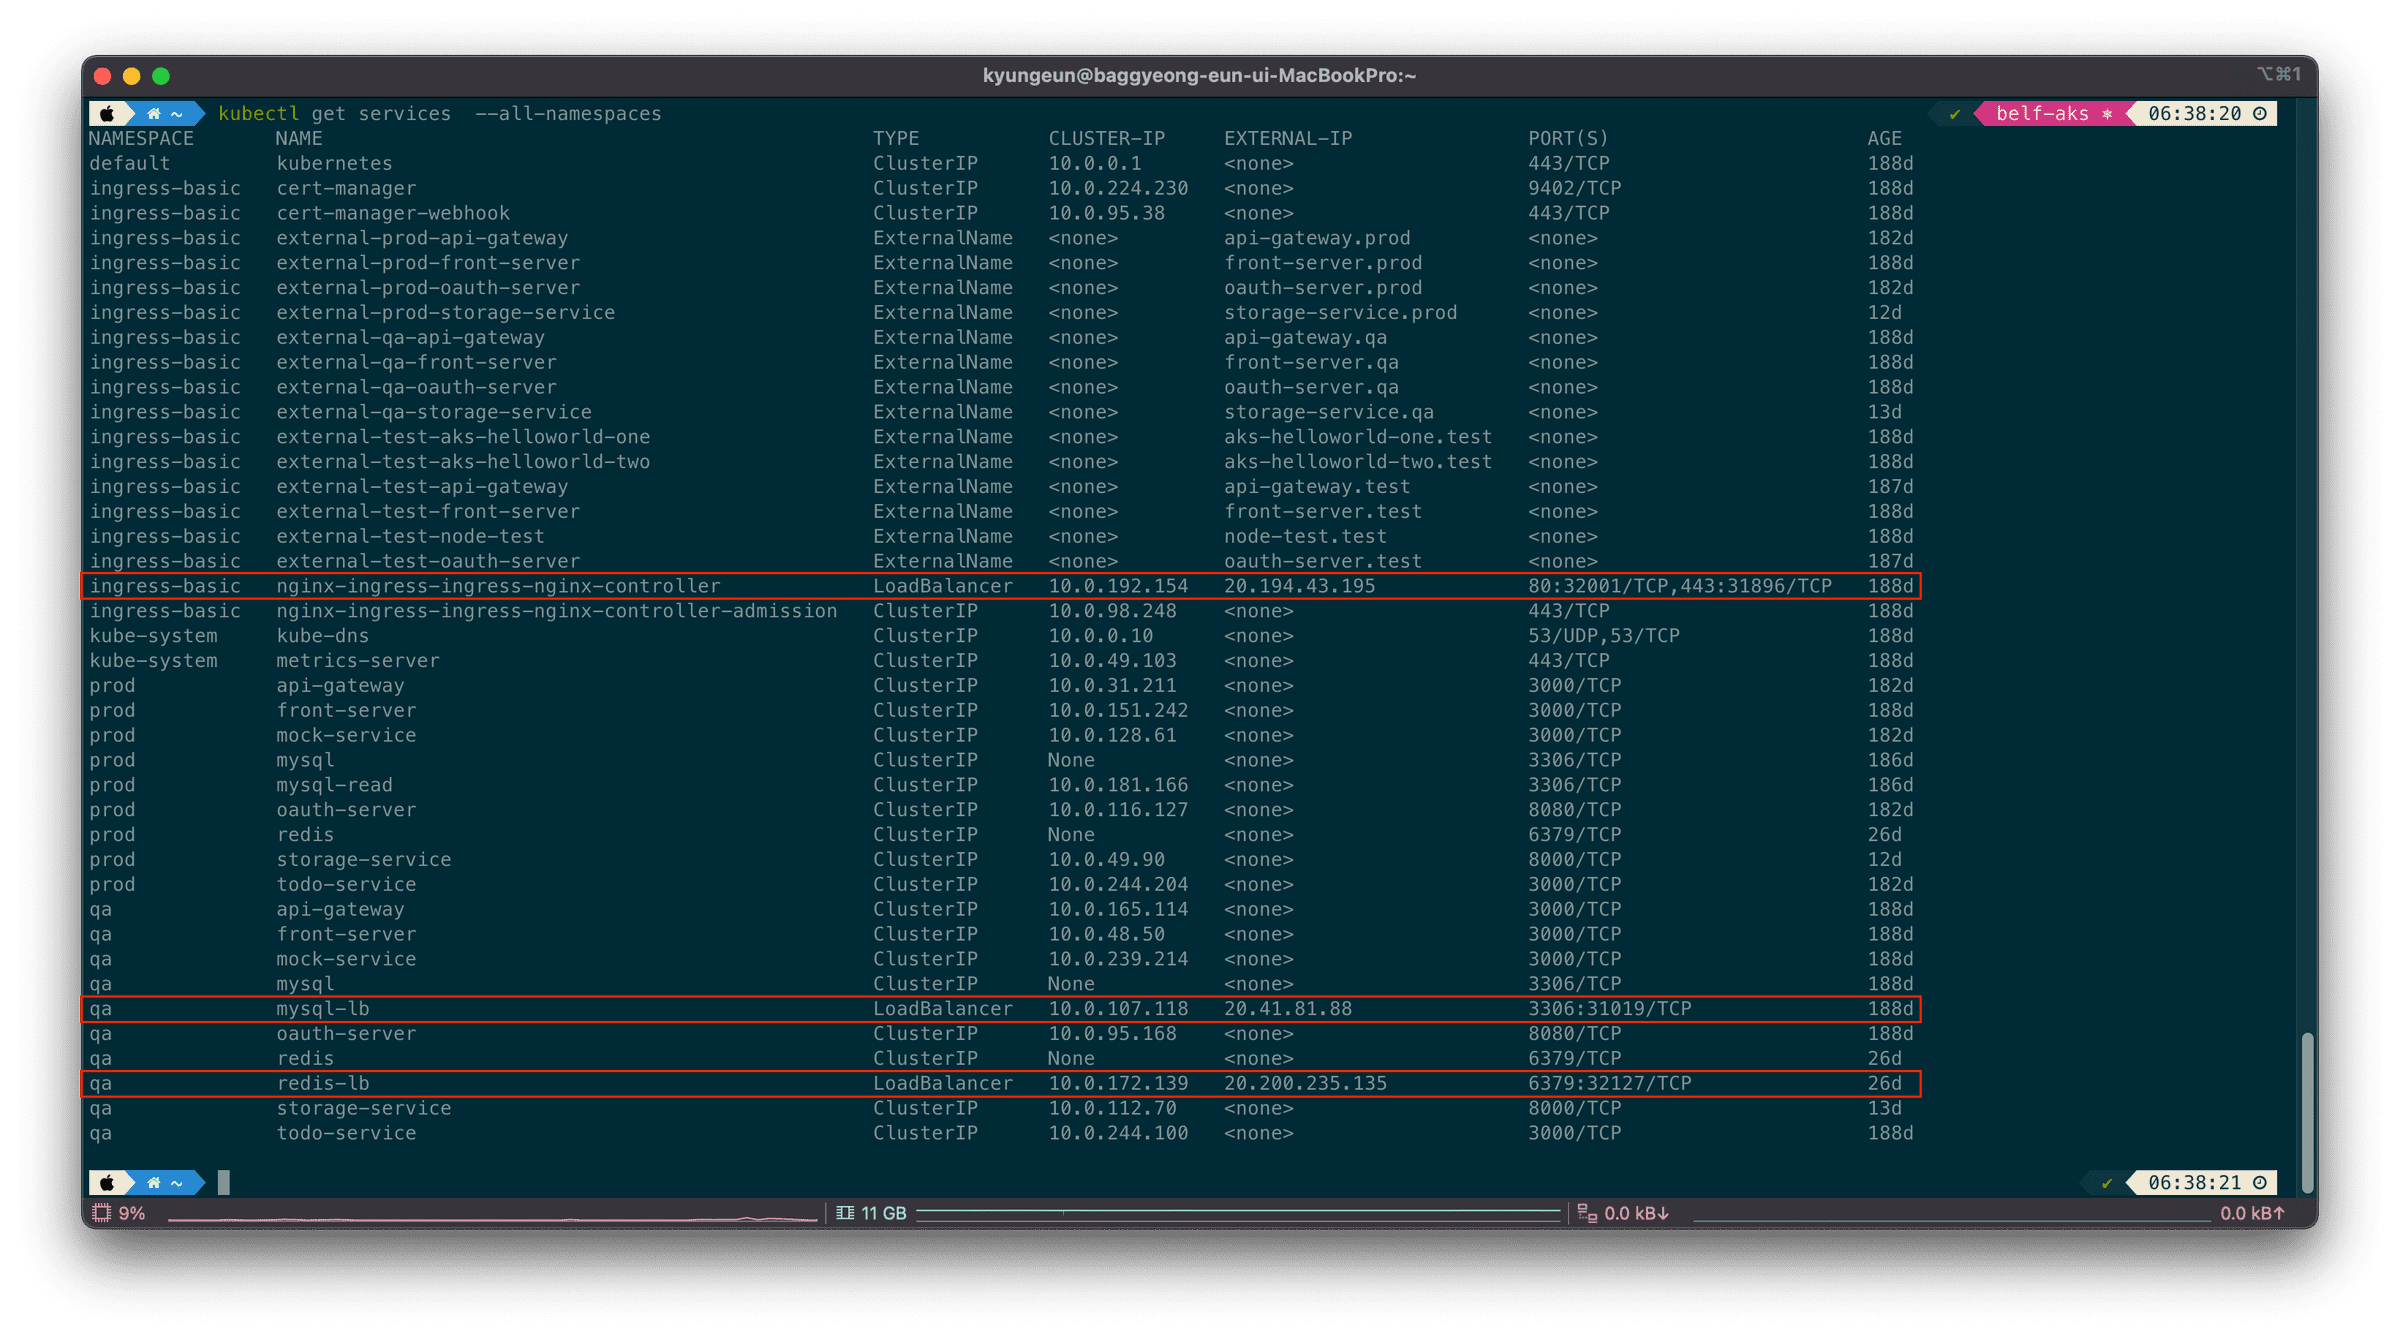 kyungeun@baggyeong-eun-ui-MacBookPro:~ ⌥⌘1
~ kubectl get services --all-namespaces ✔ belf-aks ⎈ 06:38:20
NAMESPACE NAME TYPE CLUSTER-IP EXTERNAL-IP PORT(S) AGE
default kubernetes ClusterIP 10.0.0.1 <none> 443/TCP 188d
ingress-basic cert-manager ClusterIP 10.0.224.230 <none> 9402/TCP 188d
ingress-basic cert-manager-webhook ClusterIP 10.0.95.38 <none> 443/TCP 188d
ingress-basic external-prod-api-gateway ExternalName <none> api-gateway.prod <none> 182d
ingress-basic external-prod-front-server ExternalName <none> front-server.prod <none> 188d
ingress-basic external-prod-oauth-server ExternalName <none> oauth-server.prod <none> 182d
ingress-basic external-prod-storage-service ExternalName <none> storage-service.prod <none> 12d
ingress-basic external-qa-api-gateway ExternalName <none> api-gateway.qa <none> 188d
ingress-basic external-qa-front-server ExternalName <none> front-server.qa <none> 188d
ingress-basic external-qa-oauth-server ExternalName <none> oauth-server.qa <none> 188d
ingress-basic external-qa-storage-service ExternalName <none> storage-service.qa <none> 13d
ingress-basic external-test-aks-helloworld-one ExternalName <none> aks-helloworld-one.test <none> 188d
ingress-basic external-test-aks-helloworld-two ExternalName <none> aks-helloworld-two.test <none> 188d
ingress-basic external-test-api-gateway ExternalName <none> api-gateway.test <none> 187d
ingress-basic external-test-front-server ExternalName <none> front-server.test <none> 188d
ingress-basic external-test-node-test ExternalName <none> node-test.test <none> 188d
ingress-basic external-test-oauth-server ExternalName <none> oauth-server.test <none> 187d
ingress-basic nginx-ingress-ingress-nginx-controller LoadBalancer 10.0.192.154 20.194.43.195 80:32001/TCP,443:31896/TCP 188d
ingress-basic nginx-ingress-ingress-nginx-controller-admission ClusterIP 10.0.98.248 <none> 443/TCP 188d
kube-system kube-dns ClusterIP 10.0.0.10 <none> 53/UDP,53/TCP 188d
kube-system metrics-server ClusterIP 10.0.49.103 <none> 443/TCP 188d
prod api-gateway ClusterIP 10.0.31.211 <none> 3000/TCP 182d
prod front-server ClusterIP 10.0.151.242 <none> 3000/TCP 188d
prod mock-service ClusterIP 10.0.128.61 <none> 3000/TCP 182d
prod mysql ClusterIP None <none> 3306/TCP 186d
prod mysql-read ClusterIP 10.0.181.166 <none> 3306/TCP 186d
prod oauth-server ClusterIP 10.0.116.127 <none> 8080/TCP 182d
prod redis ClusterIP None <none> 6379/TCP 26d
prod storage-service ClusterIP 10.0.49.90 <none> 8000/TCP 12d
prod todo-service ClusterIP 10.0.244.204 <none> 3000/TCP 182d
qa api-gateway ClusterIP 10.0.165.114 <none> 3000/TCP 188d
qa front-server ClusterIP 10.0.48.50 <none> 3000/TCP 188d
qa mock-service ClusterIP 10.0.239.214 <none> 3000/TCP 188d
qa mysql ClusterIP None <none> 3306/TCP 188d
qa mysql-lb LoadBalancer 10.0.107.118 20.41.81.88 3306:31019/TCP 188d
qa oauth-server ClusterIP 10.0.95.168 <none> 8080/TCP 188d
qa redis ClusterIP None <none> 6379/TCP 26d
qa redis-lb LoadBalancer 10.0.172.139 20.200.235.135 6379:32127/TCP 26d
qa storage-service ClusterIP 10.0.112.70 <none> 8000/TCP 13d
qa todo-service ClusterIP 10.0.244.100 <none> 3000/TCP 188d
~ ✔ 06:38:21
9% 11 GB 0.0 kB↓ 0.0 kB↑